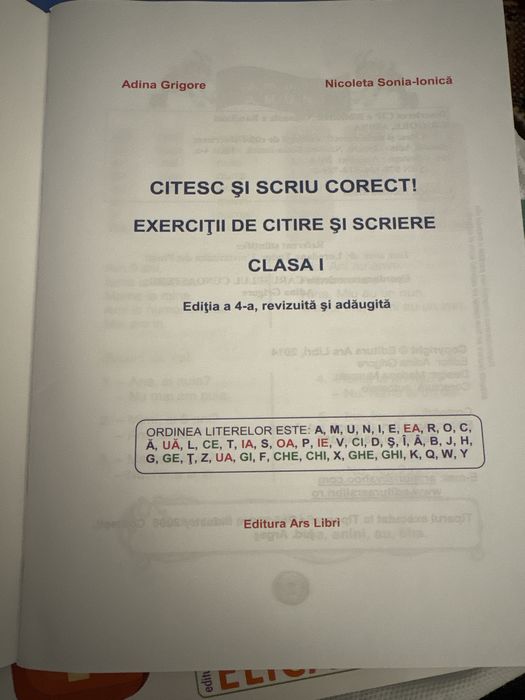 Adina Grigore Nicoleta Sonia-Ionică
CITESC ŞI SCRIU CORECT!
EXERCIŢII DE CITIRE ŞI SCRIERE
CLASA I
Ediţia a 4-a, revizuită şi adăugită
ORDINEA LITERELOR ESTE: A, M, U, N, I, E, EA, R, O, C,
Ă, UĂ, L, CE, T, IA, S, OA, P, IE, V, CI, D, Ş, Î, Â, B, J, H,
G, GE, Ţ, Z, UA, GI, F, CHE, CHI, X, GHE, GHI, K, Q, W, Y
Editura Ars Libri